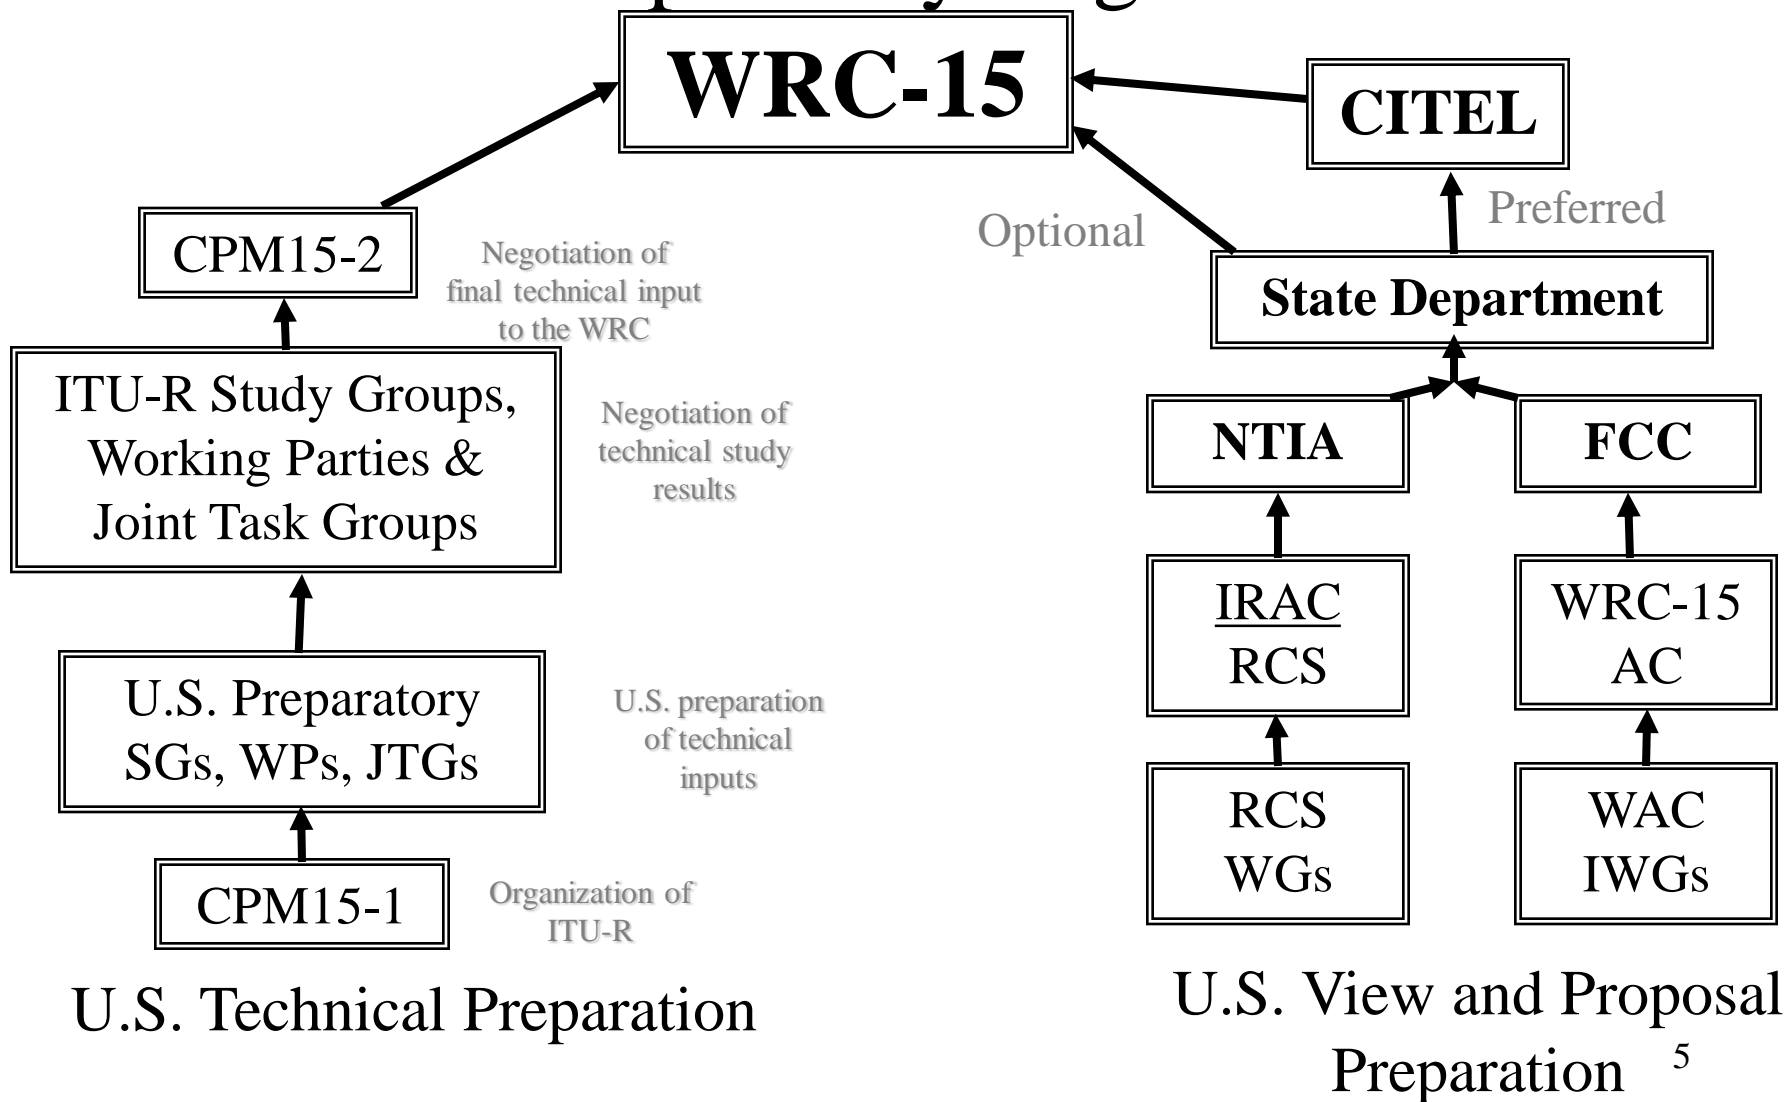 WRC-15
CITEL
Optional
Preferred
CPM15-2
Negotiation of
final technical input
to the WRC
State Department
ITU-R Study Groups,
Working Parties &
Joint Task Groups
Negotiation of
technical study
results
NTIA
FCC
IRAC
RCS
WRC-15
AC
U.S. Preparatory
SGs, WPs, JTGs
U.S. preparation
of technical
inputs
RCS
WGs
WAC
IWGs
CPM15-1
Organization of
ITU-R
U.S. Technical Preparation
U.S. View and Proposal
Preparation
5